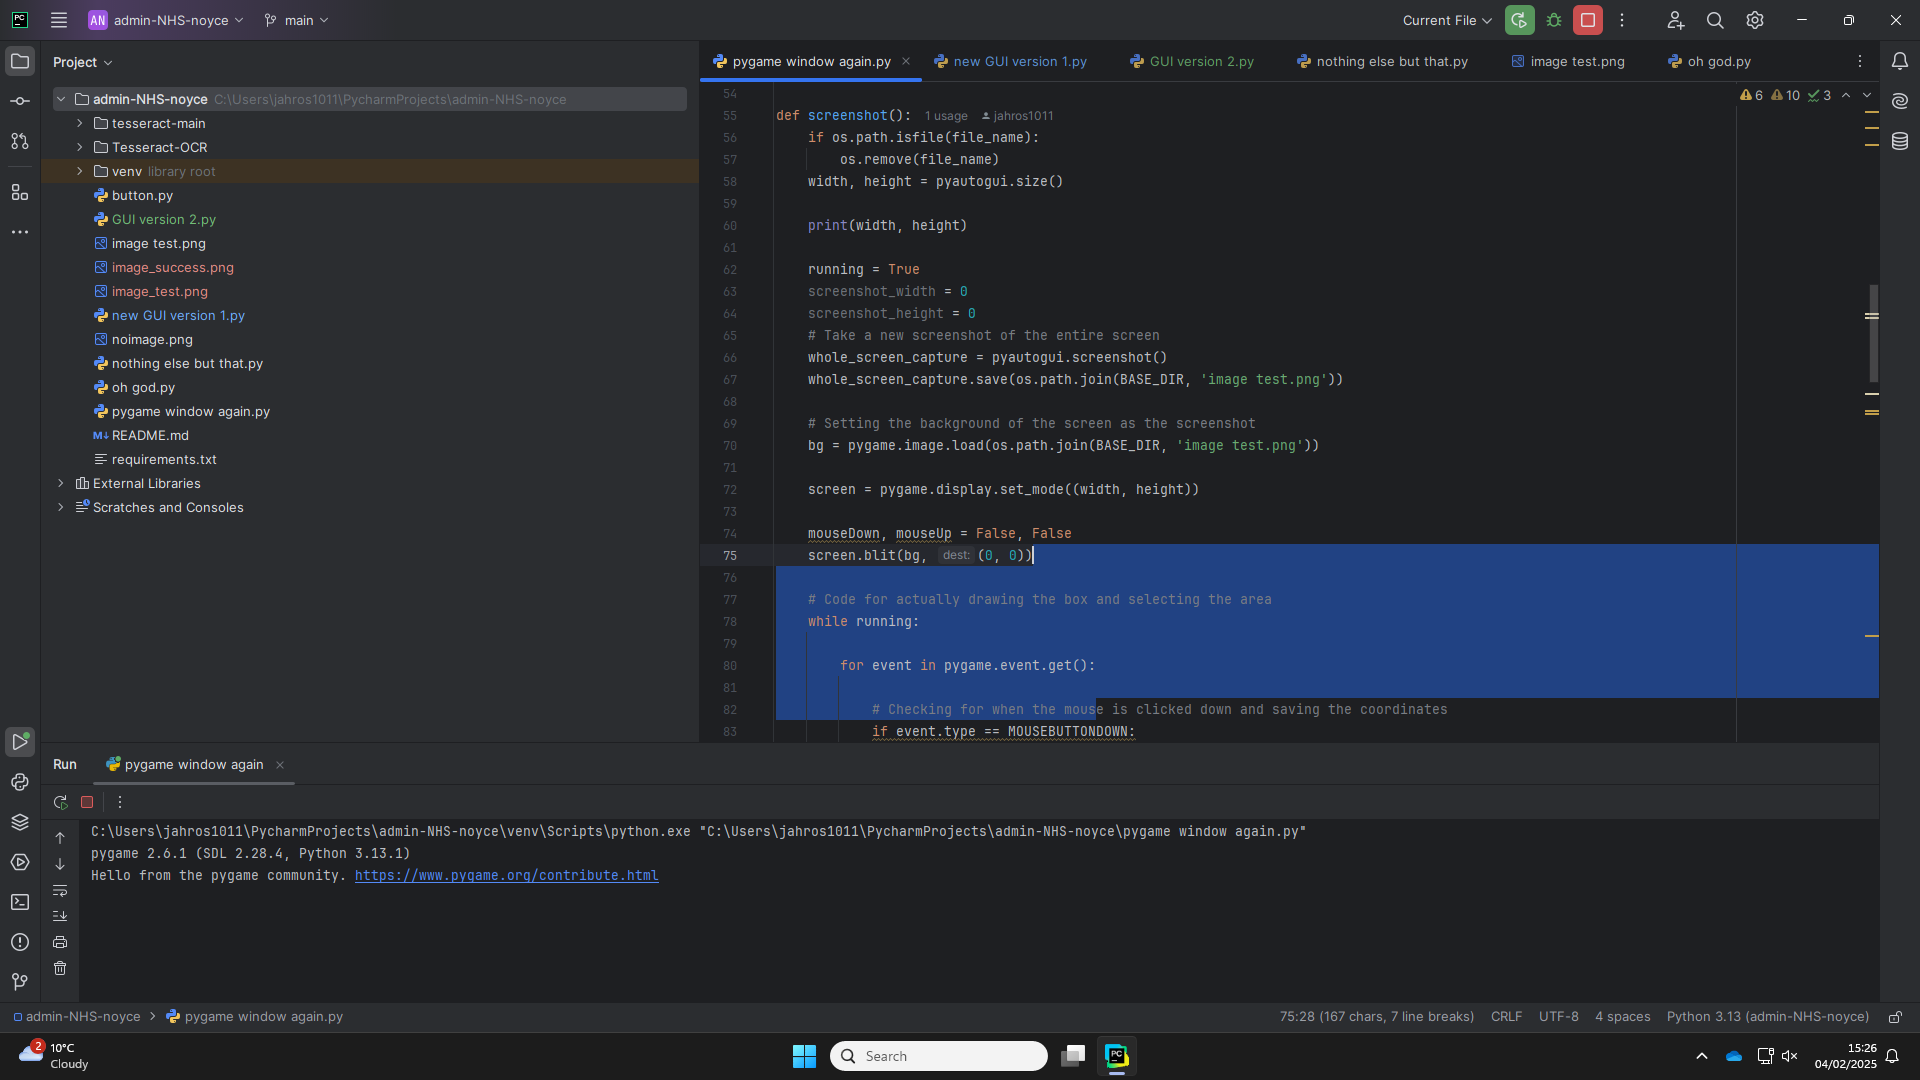 PC
AN admin-NHS-noyce main
Current File
Project
pygame window again.py new GUI version 1.py GUI version 2.py nothing else but that.py image test.png oh god.py
admin-NHS-noyce C:\Users\jahros1011\PycharmProjects\admin-NHS-noyce
tesseract-main
Tesseract-OCR
venv library root
button.py
GUI version 2.py
image test.png
image_success.png
image_test.png
new GUI version 1.py
noimage.png
nothing else but that.py
oh god.py
pygame window again.py
M↓ README.md
requirements.txt
External Libraries
Scratches and Consoles
6 10 3
54
55 def screenshot(): 1 usage jahros1011
56 if os.path.isfile(file_name):
57 os.remove(file_name)
58 width, height = pyautogui.size()
59
60 print(width, height)
61
62 running = True
63 screenshot_width = 0
64 screenshot_height = 0
65 # Take a new screenshot of the entire screen
66 whole_screen_capture = pyautogui.screenshot()
67 whole_screen_capture.save(os.path.join(BASE_DIR, 'image test.png'))
68
69 # Setting the background of the screen as the screenshot
70 bg = pygame.image.load(os.path.join(BASE_DIR, 'image test.png'))
71
72 screen = pygame.display.set_mode((width, height))
73
74 mouseDown, mouseUp = False, False
75 screen.blit(bg, dest: (0, 0))
76
77 # Code for actually drawing the box and selecting the area
78 while running:
79
80 for event in pygame.event.get():
81
82 # Checking for when the mouse is clicked down and saving the coordinates
83 if event.type == MOUSEBUTTONDOWN:
Run pygame window again
C:\Users\jahros1011\PycharmProjects\admin-NHS-noyce\venv\Scripts\python.exe "C:\Users\jahros1011\PycharmProjects\admin-NHS-noyce\pygame window again.py"
pygame 2.6.1 (SDL 2.28.4, Python 3.13.1)
Hello from the pygame community. https://www.pygame.org/contribute.html
admin-NHS-noyce pygame window again.py
75:28 (167 chars, 7 line breaks) CRLF UTF-8 4 spaces Python 3.13 (admin-NHS-noyce)
2
10°C
Cloudy
Search
PC
15:26
04/02/2025